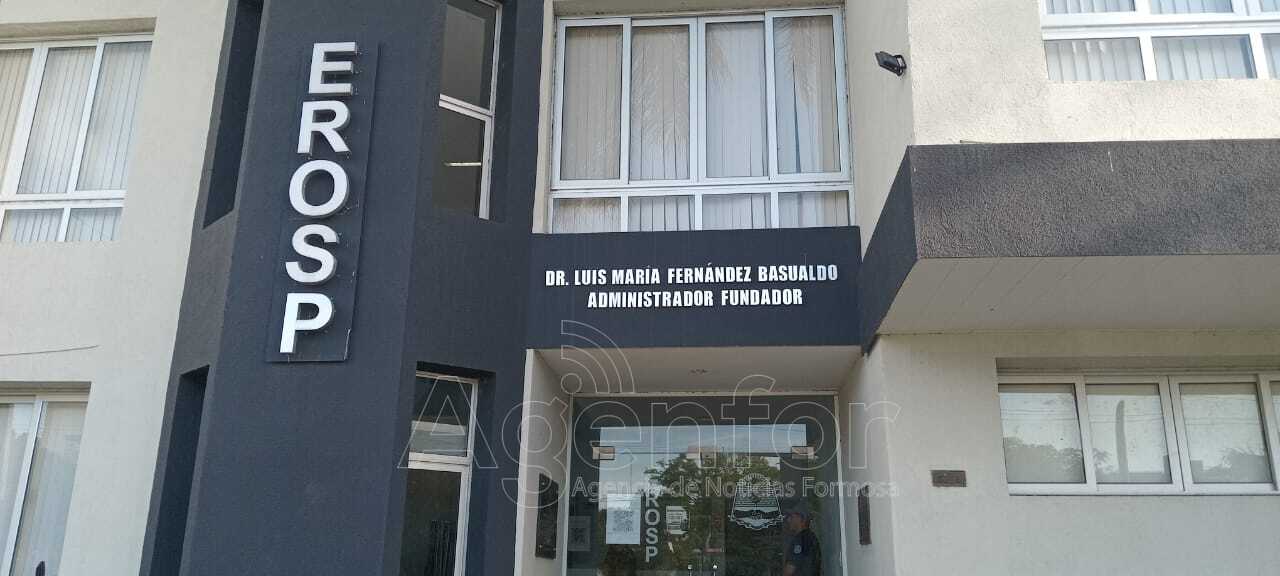 EROSP
DR. LUIS MARÍA FERNÁNDEZ BASUALDO
ADMINISTRADOR FUNDADOR
Agenfor
Agencia de Noticias Formosa
EROSP